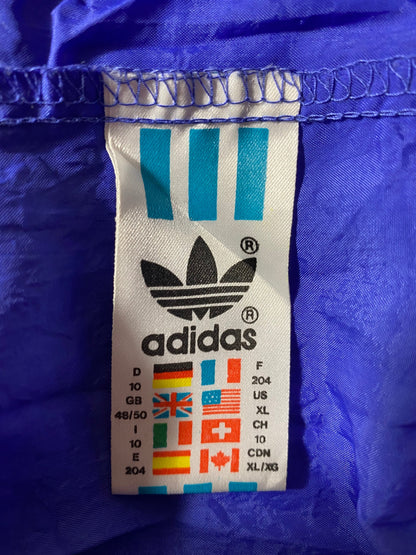 ®
®
adidas
D F
10 204
GB US
48/50 XL
I CH
10 10
E CDN
204 XL/XG